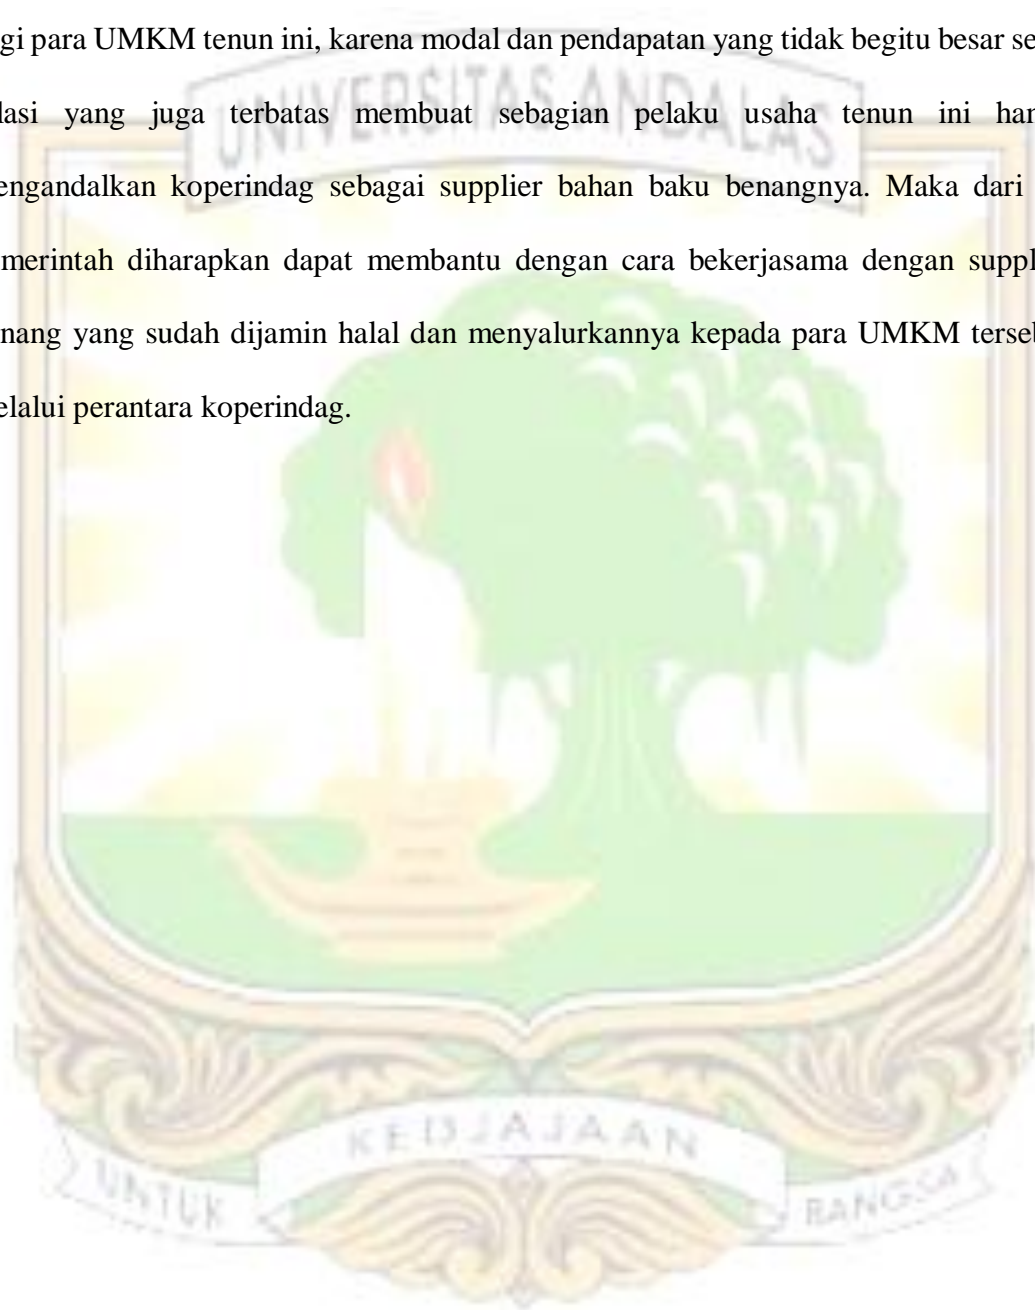 gi para UMKM tenun ini, karena modal dan pendapatan yang tidak begitu besar se
lasi yang juga terbatas membuat sebagian pelaku usaha tenun ini han
engandalkan koperindag sebagai supplier bahan baku benangnya. Maka dari
merintah diharapkan dapat membantu dengan cara bekerjasama dengan suppl
nang yang sudah dijamin halal dan menyalurkannya kepada para UMKM terseb
elalui perantara koperindag.
UNIVERSITAS ANDALAS
UNTUK KEDJAJAAN BANGSA